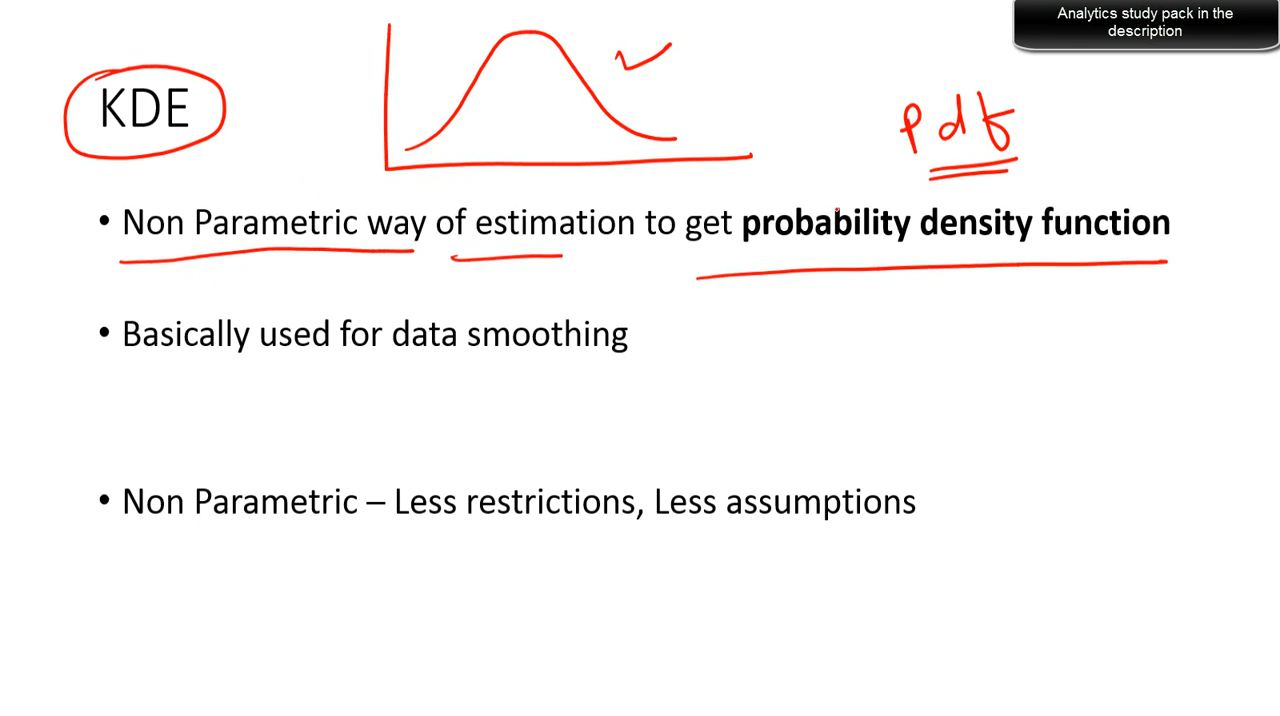 Analytics study pack in the
description
KDE
pdf
• Non Parametric way of estimation to get probability density function
• Basically used for data smoothing
• Non Parametric – Less restrictions, Less assumptions